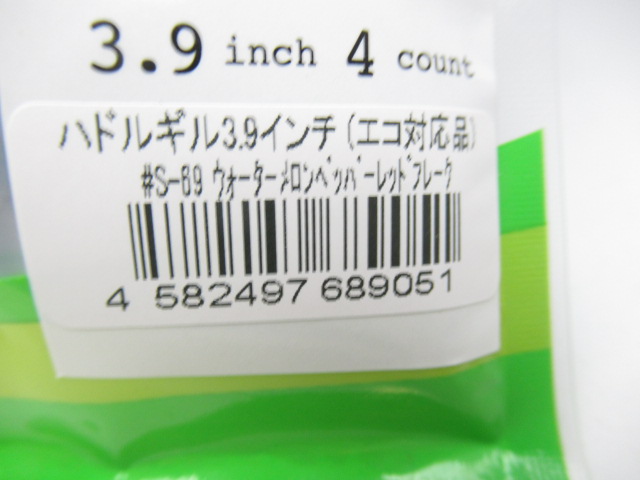 3.9 inch 4 count
ハドルギル3.9インチ(エコ対応品)
#S-69 ｳｫｰﾀｰﾒﾛﾝﾍﾟｯﾊﾟｰﾚｯﾄﾞﾌﾚｰｸ
4 582497 689051